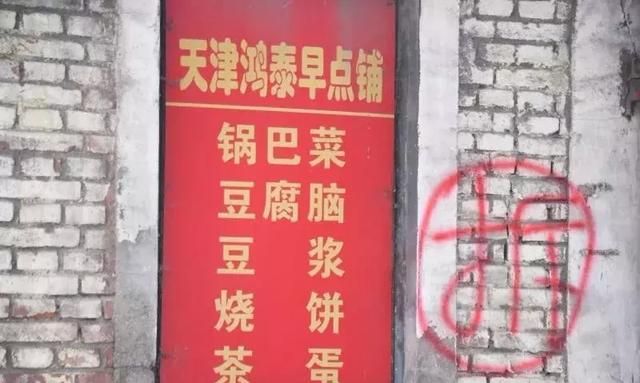 天津鸿泰早点铺
锅巴菜
豆腐脑
豆浆
烧饼
茶蛋
拆